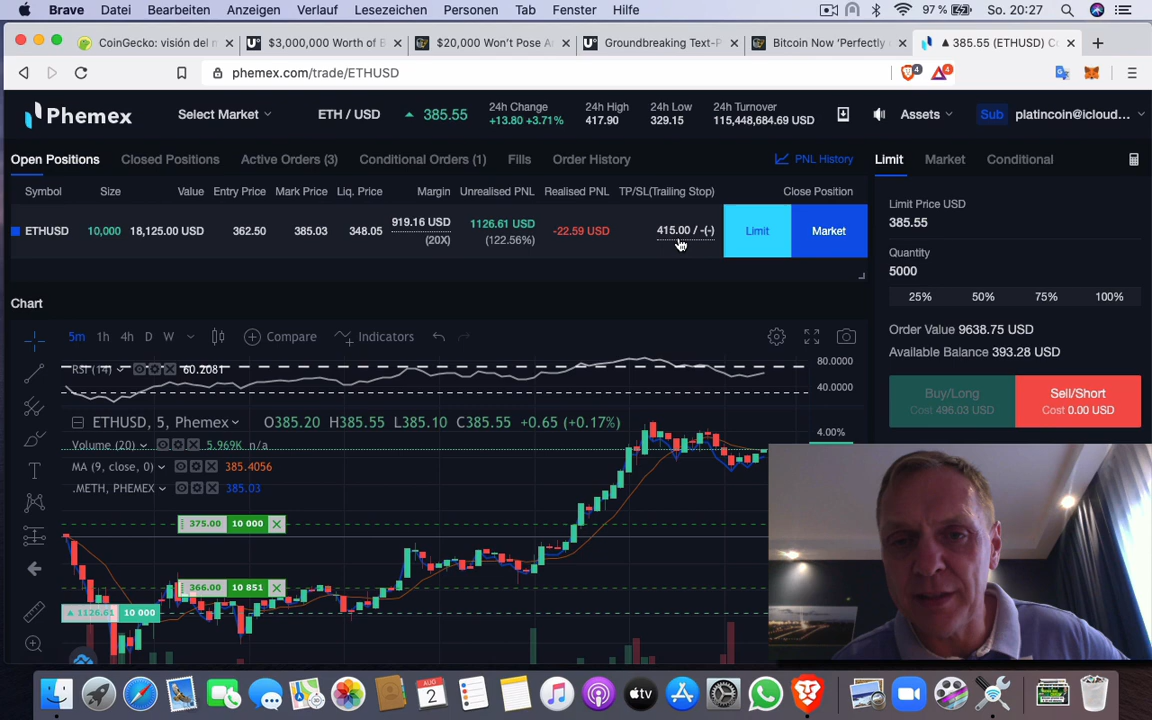 Brave Datei Bearbeiten Anzeigen Verlauf Lesezeichen Personen Tab Fenster Hilfe 97 % So. 20:27
CoinGecko: visión del $3,000,000 Worth of B $20,000 Won't Pose A Groundbreaking Text-P Bitcoin Now 'Perfectly ▲ 385.55 (ETHUSD) C
phemex.com/trade/ETHUSD 4 4
Phemex Select Market ETH / USD 385.55 Assets Sub platincoin@icloud...
24h Change 24h High 24h Low 24h Turnover
+13.80 +3.71% 417.90 329.15 115,448,684.69 USD
Open Positions Closed Positions Active Orders (3) Conditional Orders (1) Fills Order History PNL History
Symbol Size Value Entry Price Mark Price Liq. Price Margin Unrealised PNL Realised PNL TP/SL(Trailing Stop) Close Position
ETHUSD 10,000 18,125.00 USD 362.50 385.03 348.05 919.16 USD 1126.61 USD -22.59 USD 415.00 / -(-) Limit Market
(20X) (122.56%)
Limit Market Conditional
Limit Price USD
385.55
Quantity
5000
25% 50% 75% 100%
Order Value 9638.75 USD
Available Balance 393.28 USD
Buy/Long
Cost 496.03 USD
Sell/Short
Cost 0.00 USD
Chart
5m 1h 4h D W Compare Indicators
RSI (14) 60.2081
80.0000
40.0000
ETHUSD, 5, Phemex O385.20 H385.55 L385.10 C385.55 +0.65 (+0.17%)
4.00%
Volume (20) 5.969K n/a
MA (9, close, 0) 385.4056
.METH, PHEMEX 385.03
375.00 10 000
366.00 10 851
1126.61 10 000
AUG
2
tv